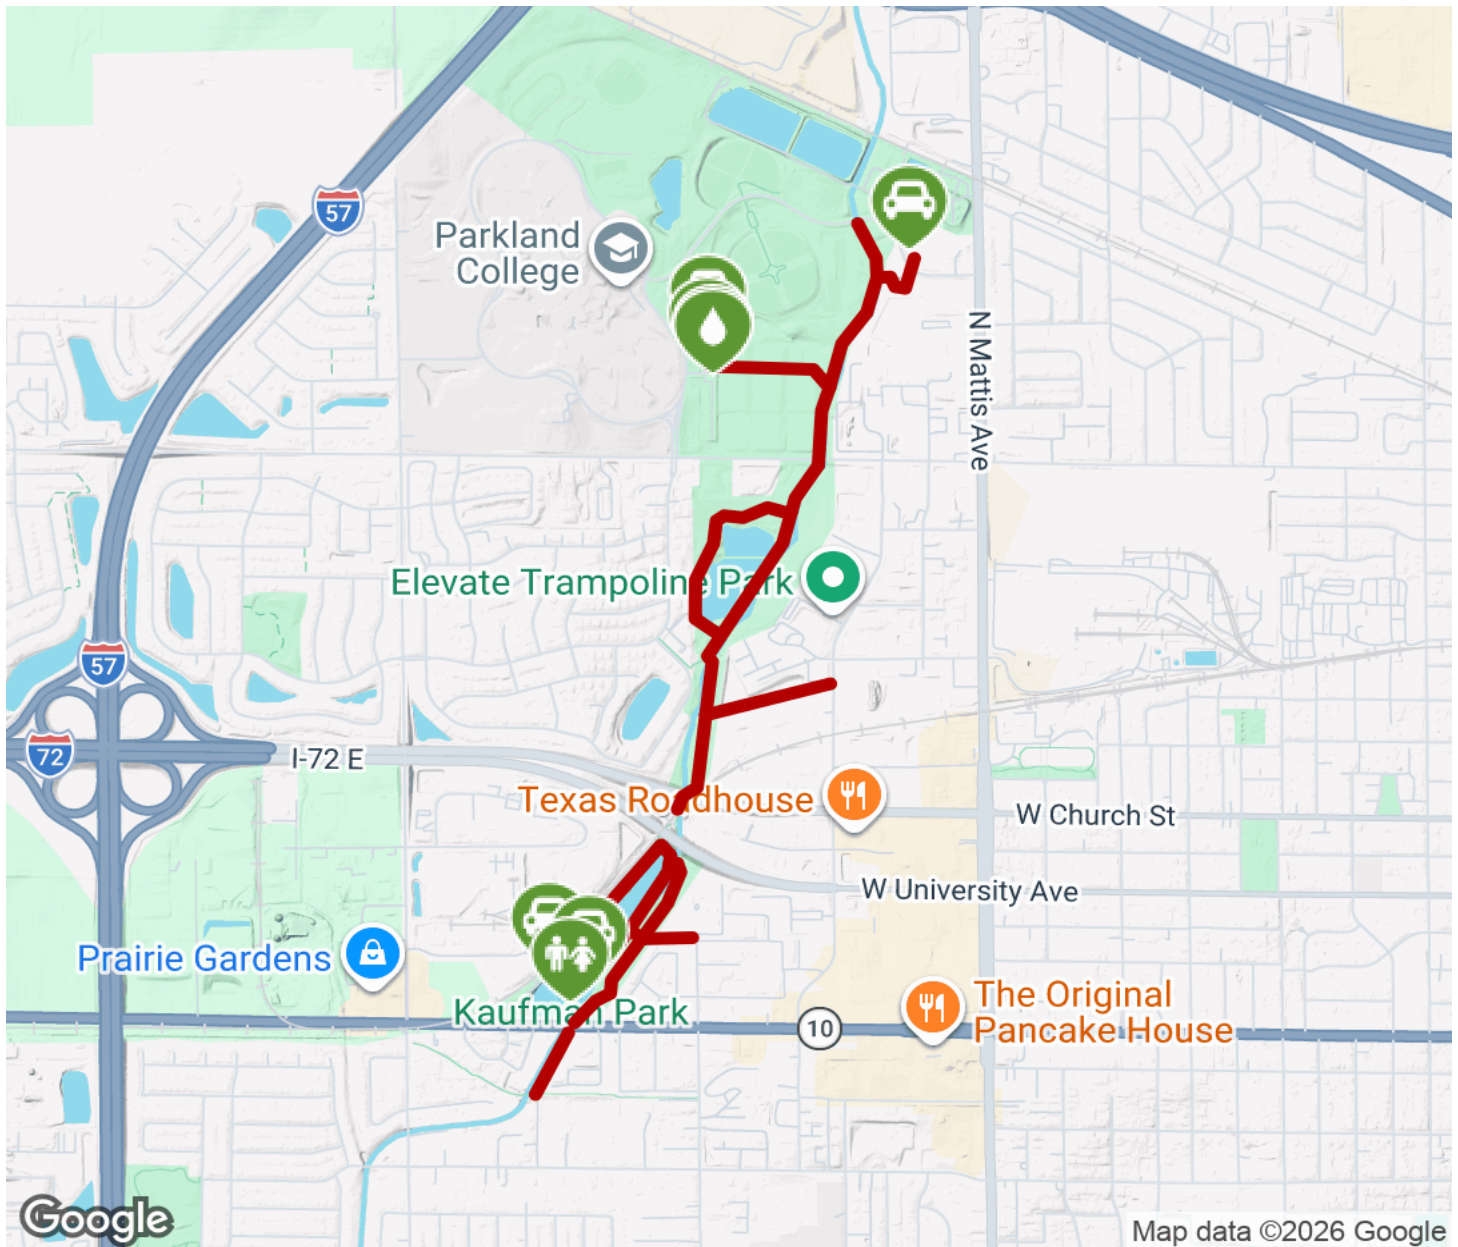 57
Parkland
College
N Mattis Ave
Elevate Trampoline Park
57
72
I-72 E
Texas Roadhouse
W Church St
W University Ave
Prairie Gardens
Kaufman Park
10
The Original
Pancake House
Google
Map data ©2026 Google